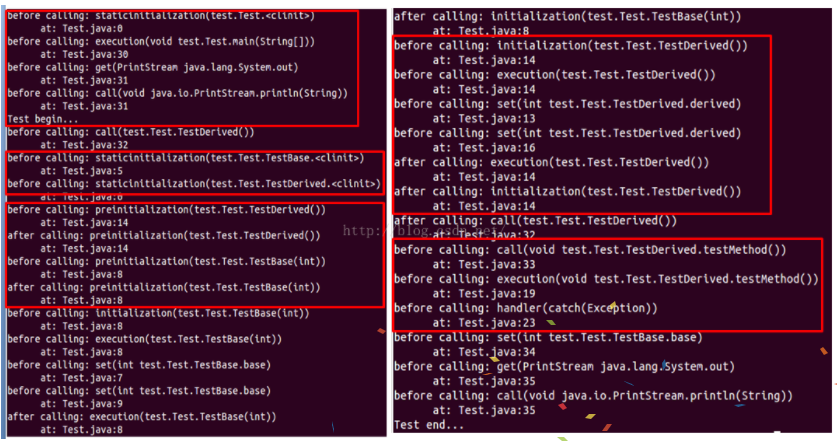 before calling: staticinitialization(test.Test.<clinit>)
at: Test.java:0
before calling: execution(void test.Test.main(String[]))
at: Test.java:30
before calling: get(PrintStream java.lang.System.out)
at: Test.java:31
before calling: call(void java.io.PrintStream.println(String))
at: Test.java:31
Test begin...
before calling: call(test.Test.TestDerived())
at: Test.java:32
before calling: staticinitialization(test.Test.TestBase.<clinit>)
at: Test.java:5
before calling: staticinitialization(test.Test.TestDerived.<clinit>)
at: Test.java:0
before calling: preinitialization(test.Test.TestDerived())
at: Test.java:14
after calling: preinitialization(test.Test.TestDerived())
at: Test.java:14
before calling: preinitialization(test.Test.TestBase(int))
at: Test.java:8
after calling: preinitialization(test.Test.TestBase(int))
at: Test.java:8
before calling: initialization(test.Test.TestBase(int))
at: Test.java:8
before calling: execution(test.Test.TestBase(int))
at: Test.java:8
before calling: set(int test.Test.TestBase.base)
at: Test.java:7
before calling: set(int test.Test.TestBase.base)
at: Test.java:9
after calling: execution(test.Test.TestBase(int))
at: Test.java:8
after calling: initialization(test.Test.TestBase(int))
at: Test.java:8
before calling: initialization(test.Test.TestDerived())
at: Test.java:14
before calling: execution(test.Test.TestDerived())
at: Test.java:14
before calling: set(int test.Test.TestDerived.derived)
at: Test.java:13
before calling: set(int test.Test.TestDerived.derived)
at: Test.java:16
after calling: execution(test.Test.TestDerived())
at: Test.java:14
after calling: initialization(test.Test.TestDerived())
at: Test.java:14
after calling: call(test.Test.TestDerived())
at: Test.java:32
before calling: call(void test.Test.TestDerived.testMethod())
at: Test.java:33
before calling: execution(void test.Test.TestDerived.testMethod())
at: Test.java:19
before calling: handler(catch(Exception))
at: Test.java:23
before calling: set(int test.Test.TestBase.base)
at: Test.java:34
before calling: get(PrintStream java.lang.System.out)
at: Test.java:35
before calling: call(void java.io.PrintStream.println(String))
at: Test.java:35
Test end...
http://blog.csdn.net/